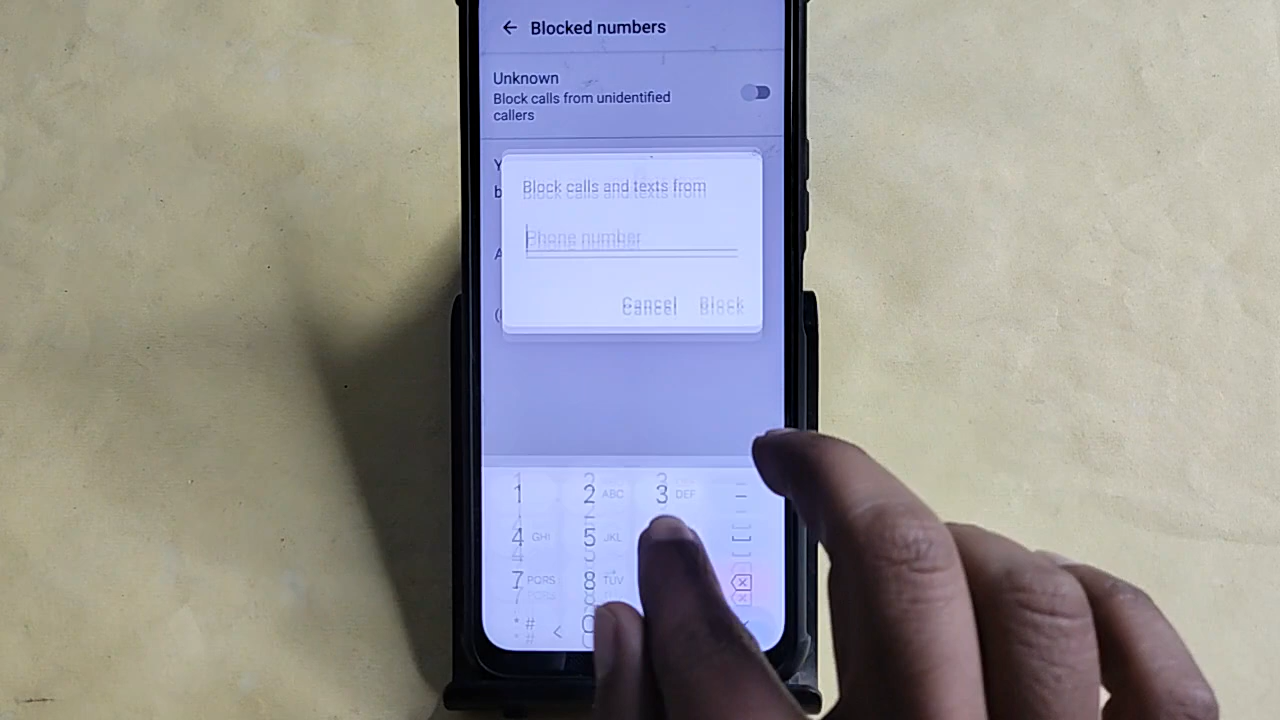 Blocked numbers
Unknown
Block calls from unidentified
callers
Block calls and texts from
Phone number
Cancel Block
1 2 ABC 3 DEF
4 GHI 5 JKL
7 PQRS 8 TUV
* # 0